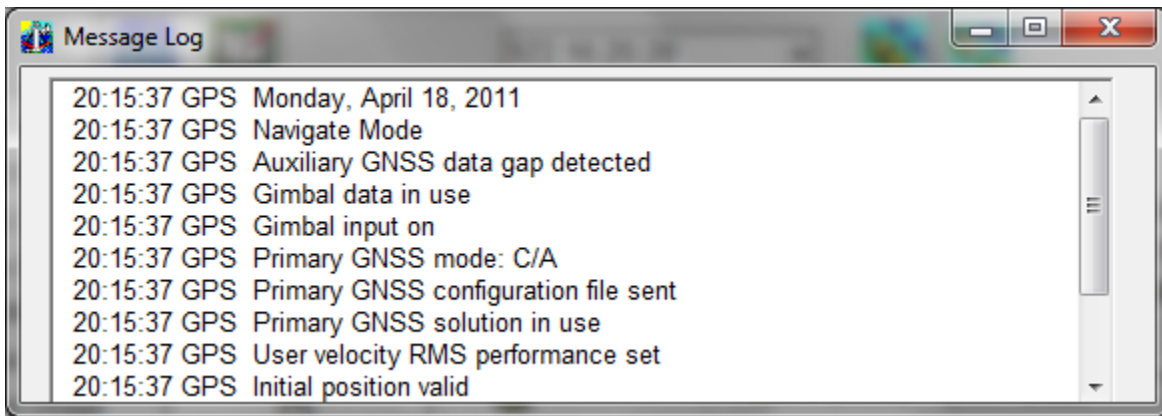 Message Log
20:15:37 GPS Monday, April 18, 2011
20:15:37 GPS Navigate Mode
20:15:37 GPS Auxiliary GNSS data gap detected
20:15:37 GPS Gimbal data in use
20:15:37 GPS Gimbal input on
20:15:37 GPS Primary GNSS mode: C/A
20:15:37 GPS Primary GNSS configuration file sent
20:15:37 GPS Primary GNSS solution in use
20:15:37 GPS User velocity RMS performance set
20:15:37 GPS Initial position valid